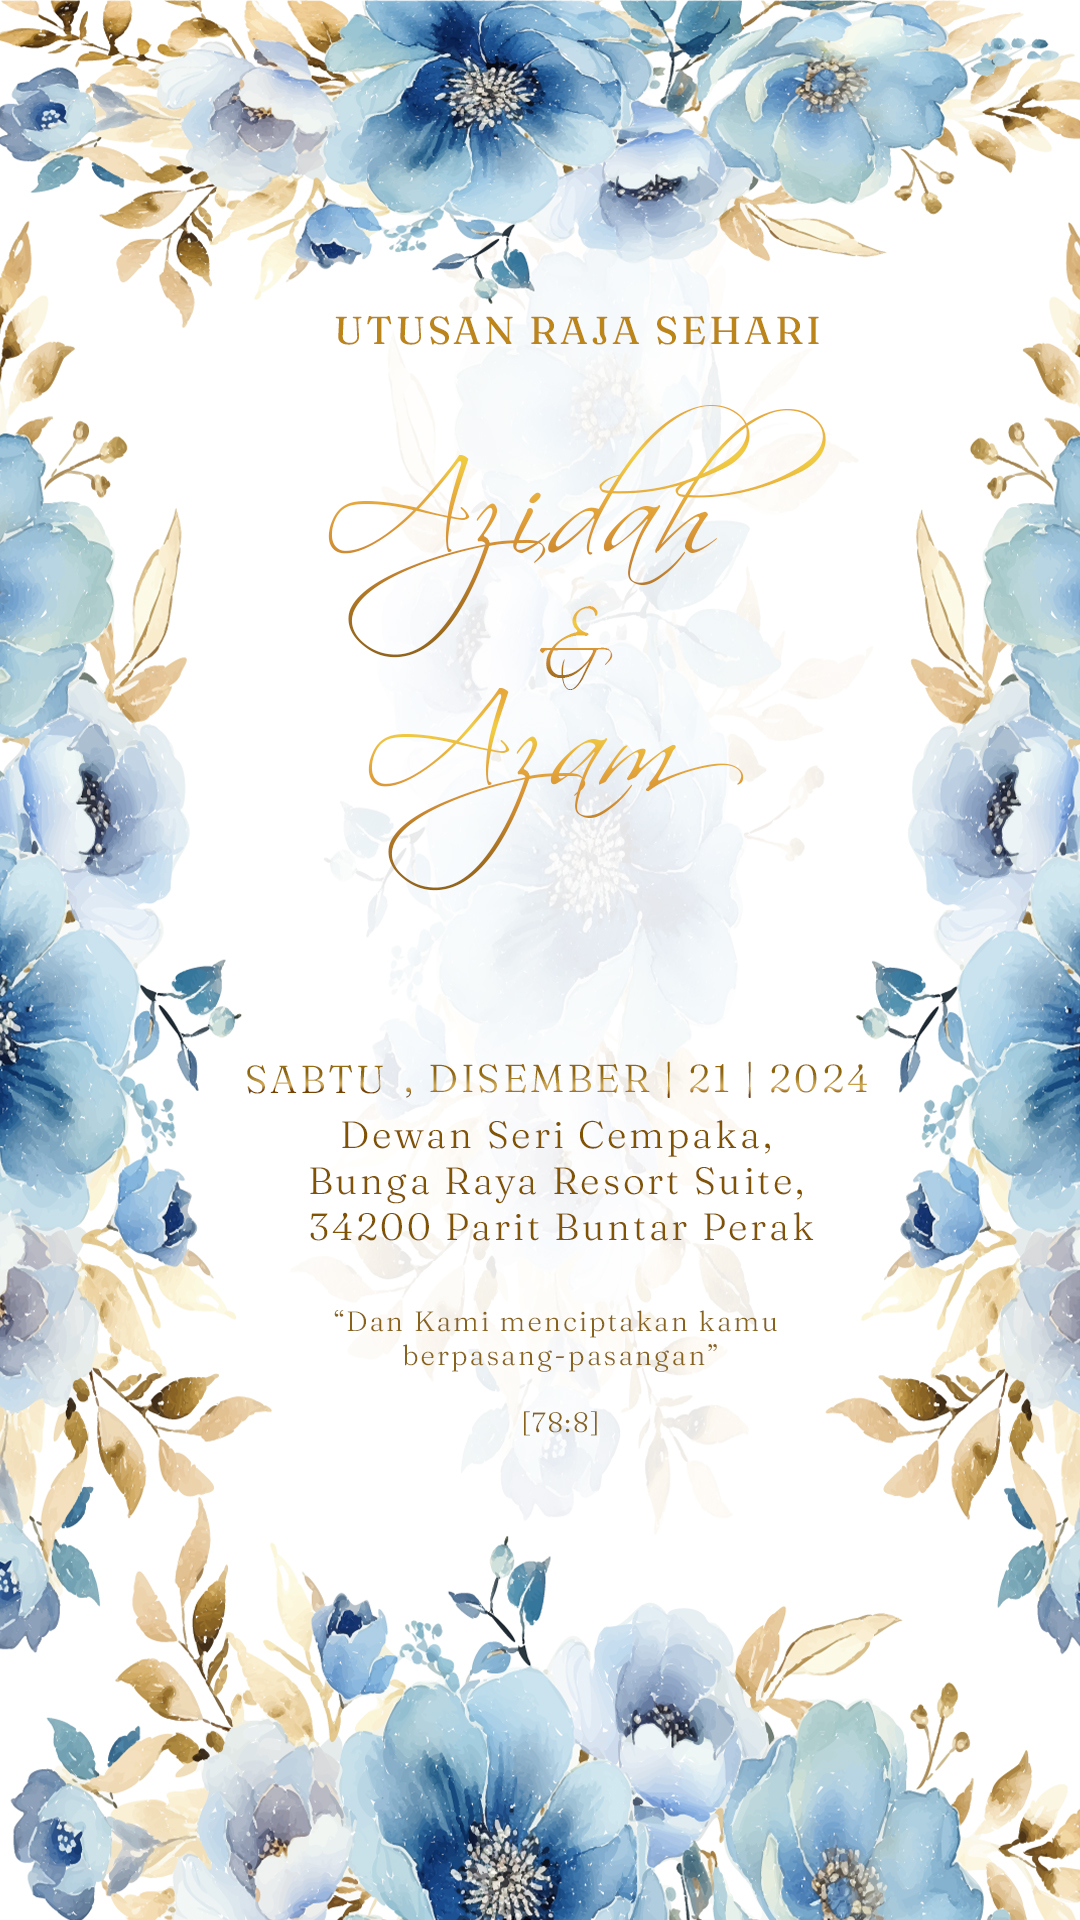 UTUSAN RAJA SEHARI
Azidah
&
Azam
SABTU , DISEMBER | 21 | 2024
Dewan Seri Cempaka,
Bunga Raya Resort Suite,
34200 Parit Buntar Perak
“Dan Kami menciptakan kamu
berpasang-pasangan”
[78:8]